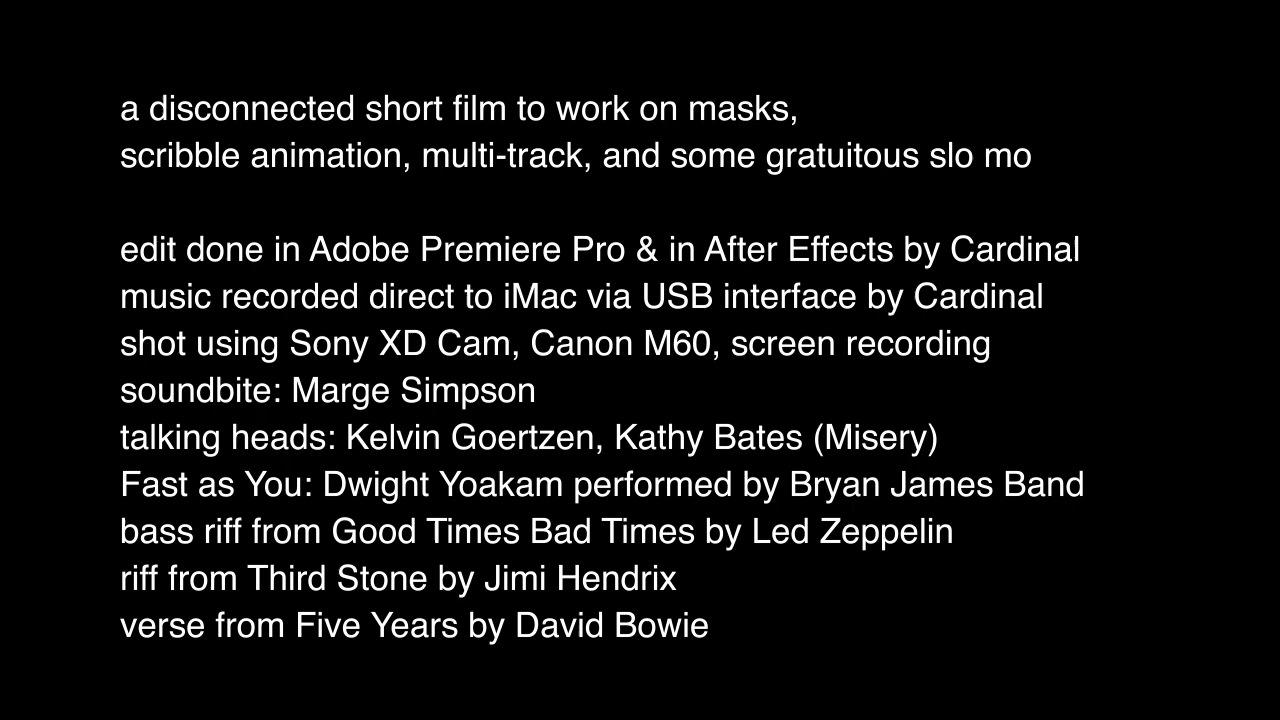 a disconnected short film to work on masks,
scribble animation, multi-track, and some gratuitous slo mo
edit done in Adobe Premiere Pro & in After Effects by Cardinal
music recorded direct to iMac via USB interface by Cardinal
shot using Sony XD Cam, Canon M60, screen recording
soundbite: Marge Simpson
talking heads: Kelvin Goertzen, Kathy Bates (Misery)
Fast as You: Dwight Yoakam performed by Bryan James Band
bass riff from Good Times Bad Times by Led Zeppelin
riff from Third Stone by Jimi Hendrix
verse from Five Years by David Bowie